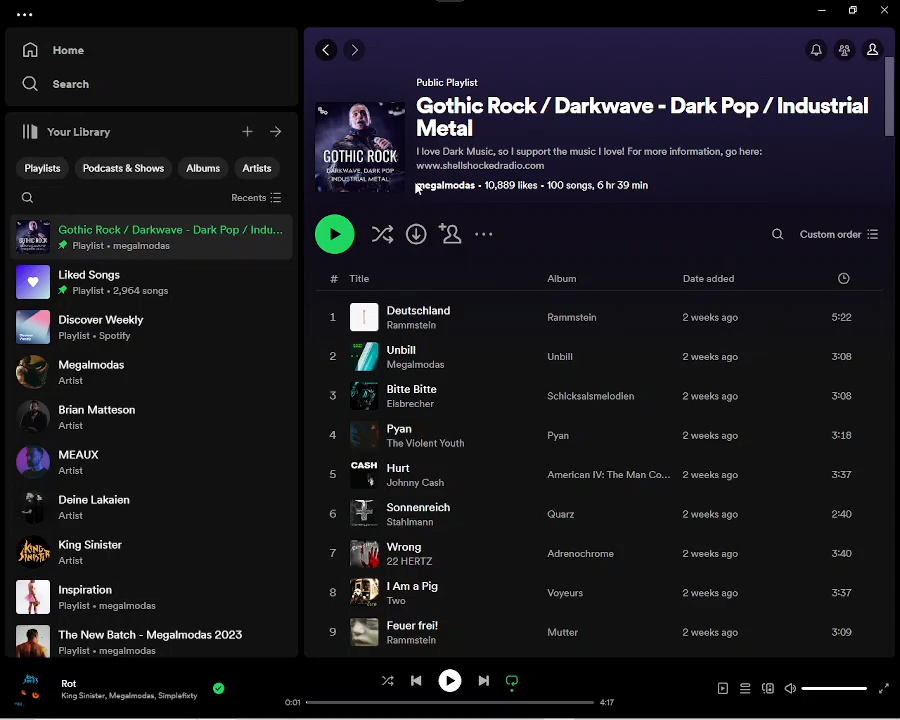 Home
Search
Your Library
Playlists
Podcasts & Shows
Albums
Artists
Recents
Gothic Rock / Darkwave - Dark Pop / Indu...
Playlist • megalmodas
Liked Songs
Playlist • 2,964 songs
Discover Weekly
Playlist • Spotify
Megalmodas
Artist
Brian Matteson
Artist
MEAUX
Artist
Deine Lakaien
Artist
King Sinister
Artist
Inspiration
Playlist • megalmodas
The New Batch - Megalmodas 2023
Playlist • megalmodas
GOTHIC ROCK
DARKWAVE, DARK POP
INDUSTRIAL METAL
Public Playlist
Gothic Rock / Darkwave - Dark Pop / Industrial
Metal
I love Dark Music, so I support the music I love! For more information, go here:
www.shellshockedradio.com
megalmodas • 10,889 likes • 100 songs, 6 hr 39 min
Custom order
# Title Album Date added
1 Deutschland Rammstein 2 weeks ago 5:22
Rammstein
2 Unbill Unbill 2 weeks ago 3:08
Megalmodas
3 Bitte Bitte Schicksalsmelodien 2 weeks ago 3:08
Eisbrecher
4 Pyan Pyan 2 weeks ago 3:18
The Violent Youth
CASH
5 Hurt American IV: The Man Co... 2 weeks ago 3:37
Johnny Cash
6 Sonnenreich Quarz 2 weeks ago 2:40
Stahlmann
7 Wrong Adrenochrome 2 weeks ago 3:40
22 HERTZ
8 I Am a Pig Voyeurs 2 weeks ago 3:37
Two
9 Feuer frei! Mutter 2 weeks ago 3:09
Rammstein
Rot
King Sinister, Megalmodas, Simplefixty
0:01
4:17